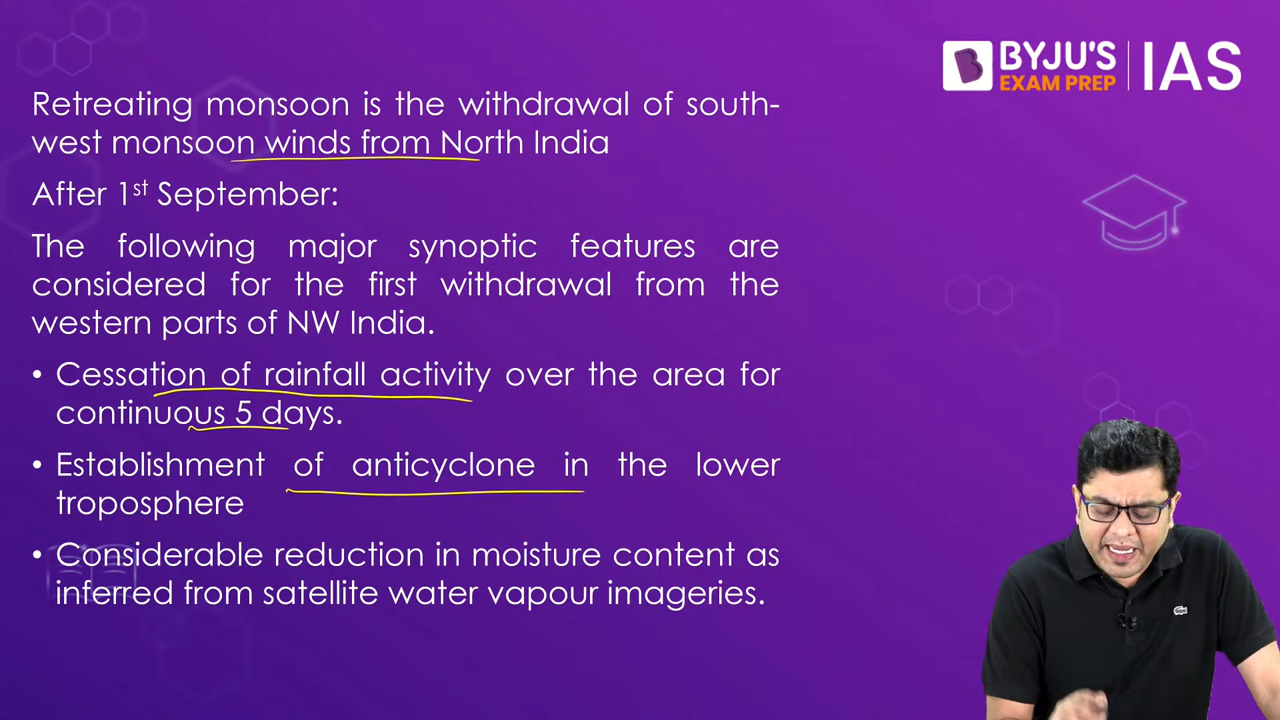 BYJU'S
EXAM PREP
IAS
Retreating monsoon is the withdrawal of south-
west monsoon winds from North India
After 1st September:
The following major synoptic features are
considered for the first withdrawal from the
western parts of NW India.
• Cessation of rainfall activity over the area for
continuous 5 days.
• Establishment of anticyclone in the lower
troposphere
• Considerable reduction in moisture content as
inferred from satellite water vapour imageries.